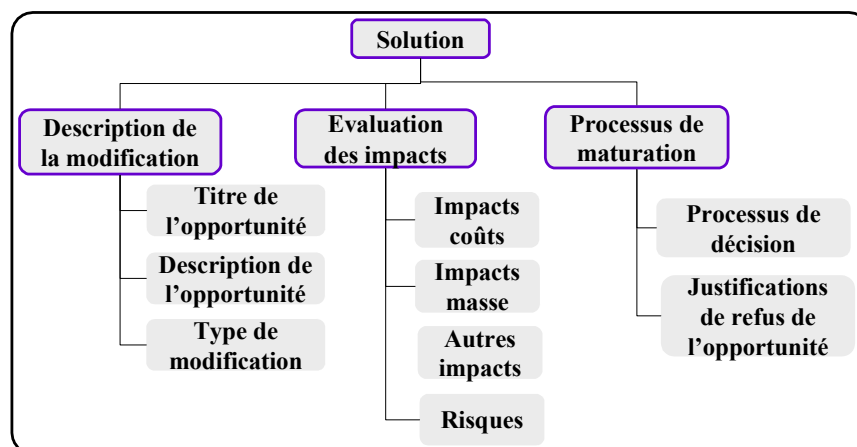 Solution
Description de
la modification
Evaluation
des impacts
Processus de
maturation
Titre de
l’opportunité
Description de
l’opportunité
Type de
modification
Impacts
coûts
Impacts
masse
Autres
impacts
Risques
Processus de
décision
Justifications
de refus de
l’opportunité